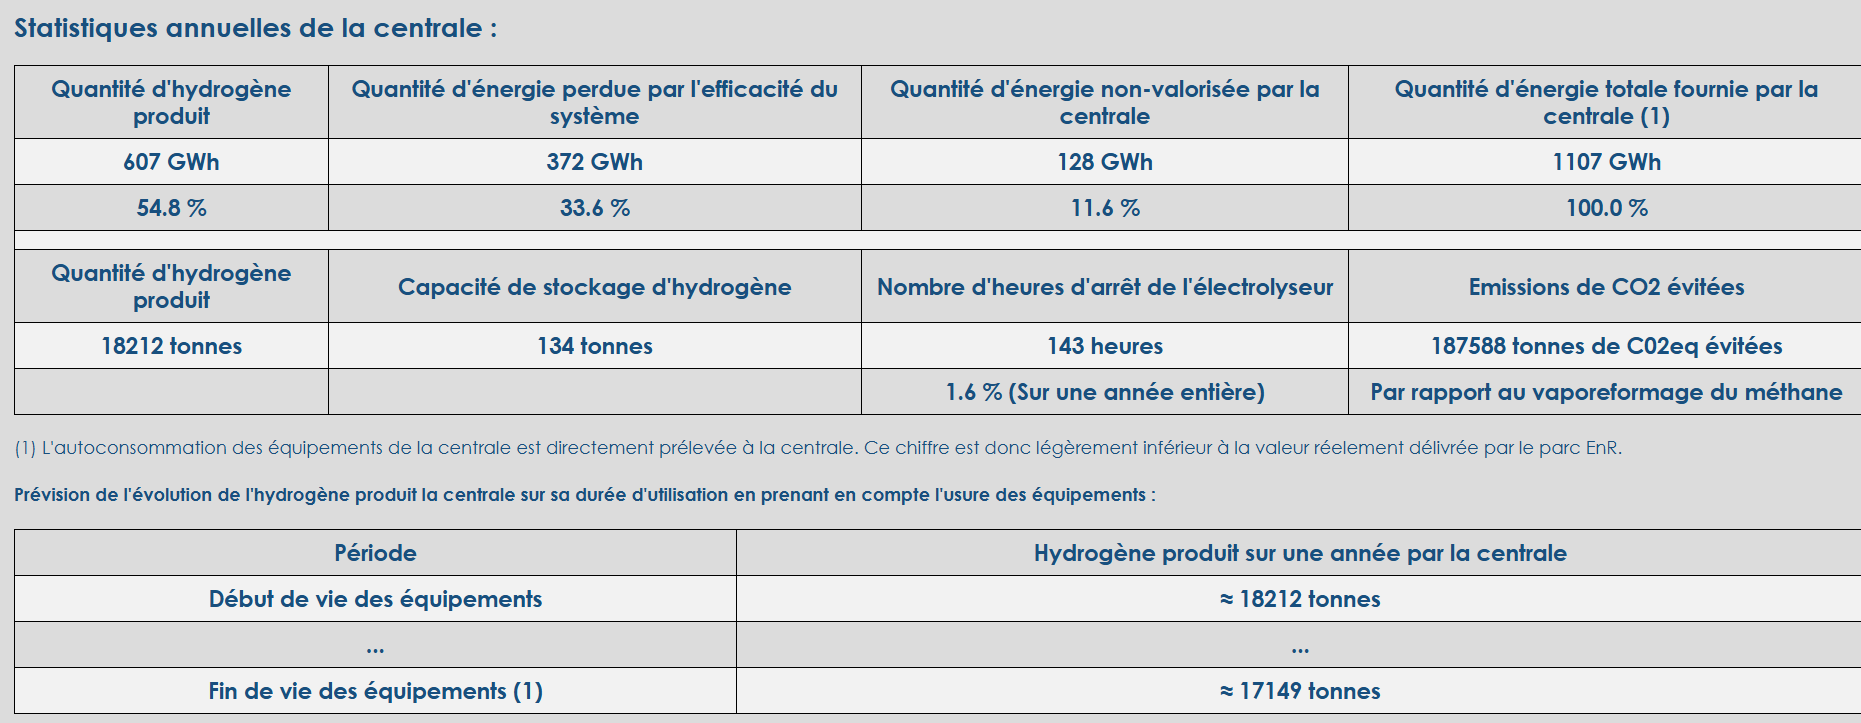 Statistiques annuelles de la centrale :
Quantité d'hydrogène produit
Quantité d'énergie perdue par l'efficacité du système
Quantité d'énergie non-valorisée par la centrale
Quantité d'énergie totale fournie par la centrale (1)
607 GWh
372 GWh
128 GWh
1107 GWh
54.8 %
33.6 %
11.6 %
100.0 %
Quantité d'hydrogène produit
Capacité de stockage d'hydrogène
Nombre d'heures d'arrêt de l'électrolyseur
Emissions de CO2 évitées
18212 tonnes
134 tonnes
143 heures
187588 tonnes de C02eq évitées
1.6 % (Sur une année entière)
Par rapport au vaporeformage du méthane
(1) L'autoconsommation des équipements de la centrale est directement prélevée à la centrale. Ce chiffre est donc légèrement inférieur à la valeur réelement délivrée par le parc EnR.
Prévision de l'évolution de l'hydrogène produit la centrale sur sa durée d'utilisation en prenant en compte l'usure des équipements :
Période
Hydrogène produit sur une année par la centrale
Début de vie des équipements
≈ 18212 tonnes
...
...
Fin de vie des équipements (1)
≈ 17149 tonnes